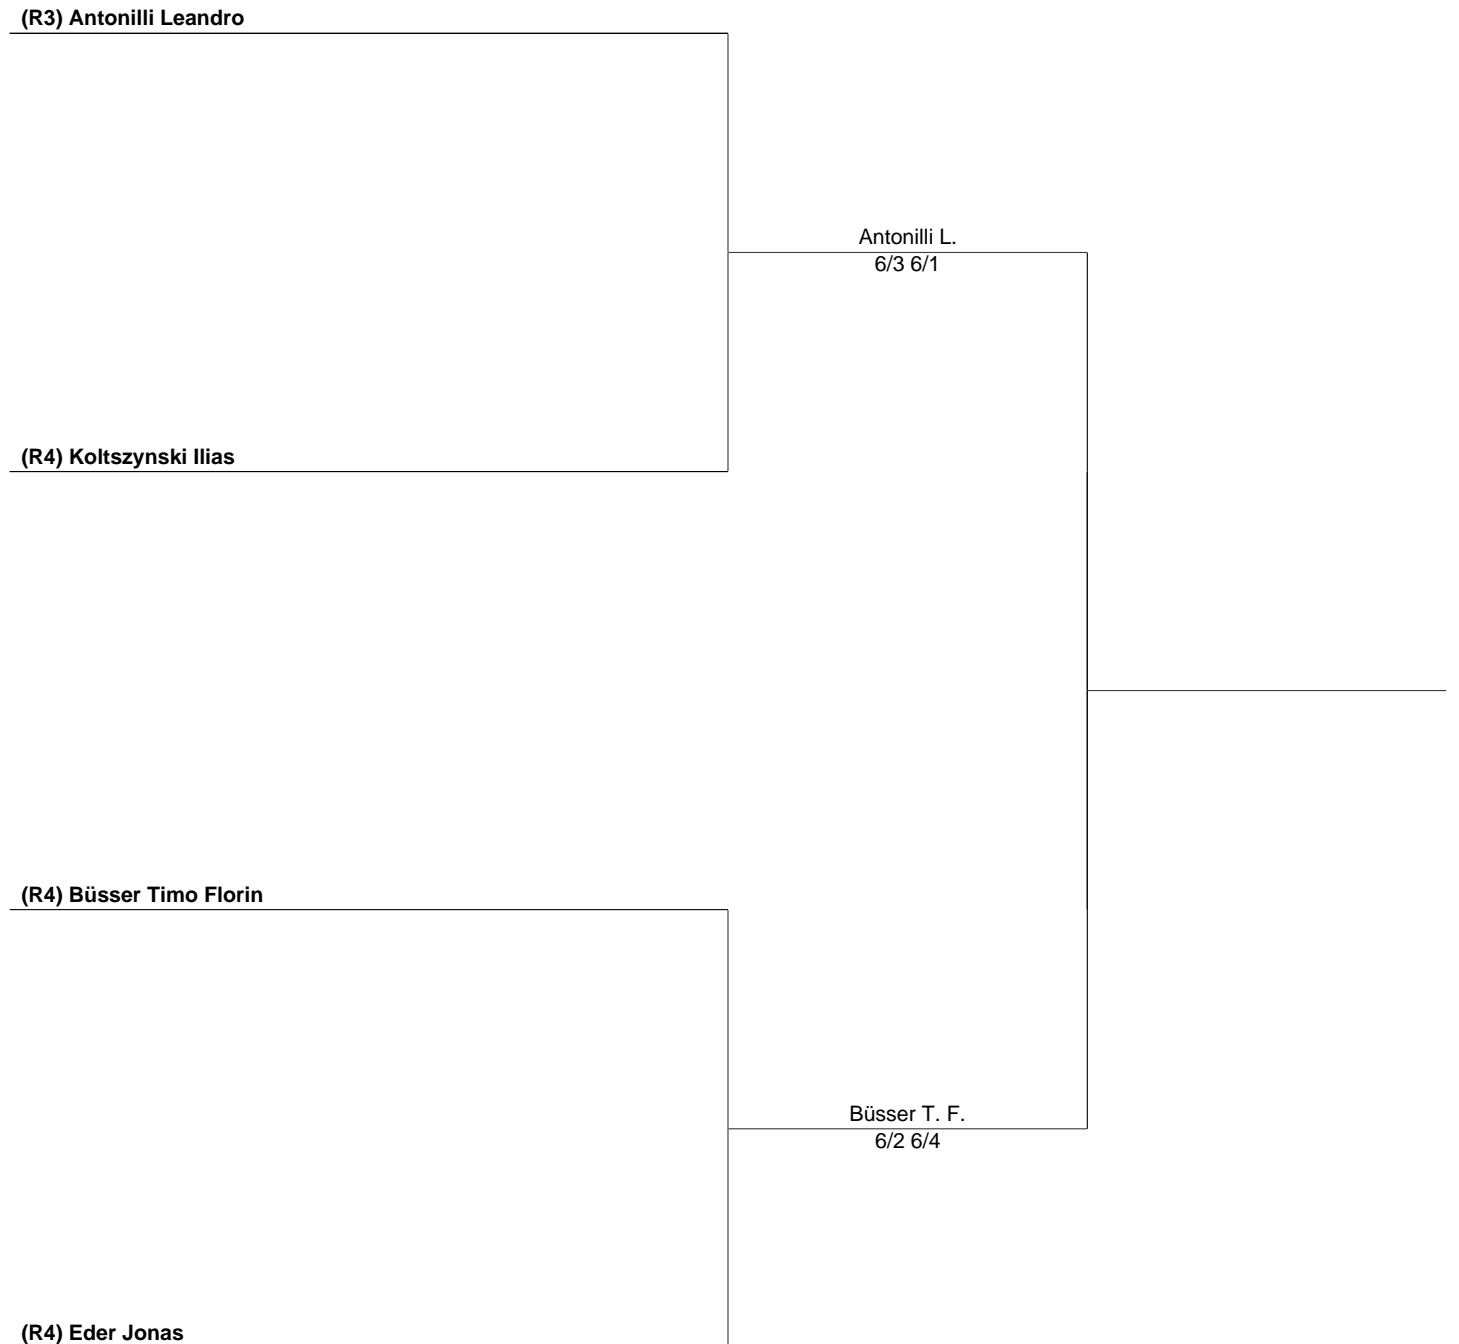 (R3) Antonilli Leandro
Antonilli L.
6/3 6/1
(R4) Koltszynski Ilias
(R4) Büsser Timo Florin
Büsser T. F.
6/2 6/4
(R4) Eder Jonas